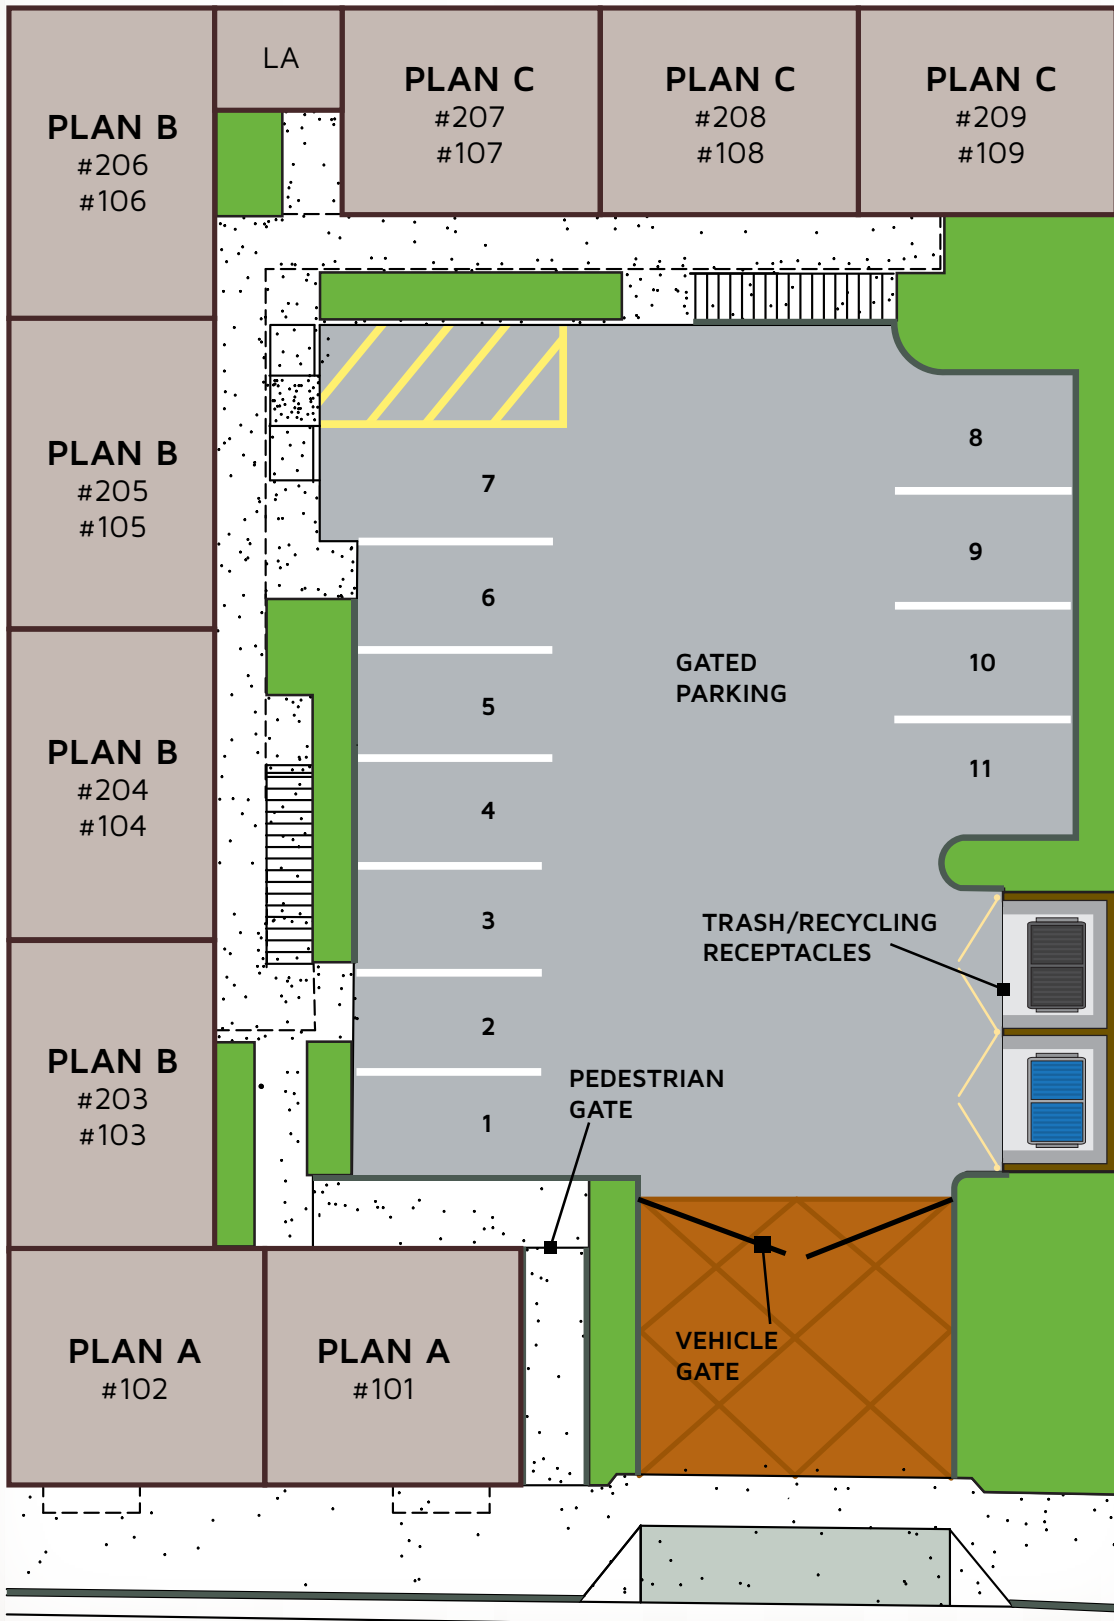 LA
PLAN B
#206
#106
PLAN C
#207
#107
PLAN C
#208
#108
PLAN C
#209
#109
PLAN B
#205
#105
7
8
6
9
5
GATED
PARKING
10
PLAN B
#204
#104
4
11
3
TRASH/RECYCLING
RECEPTACLES
PLAN B
#203
#103
2
1
PEDESTRIAN
GATE
PLAN A
#102
PLAN A
#101
VEHICLE
GATE